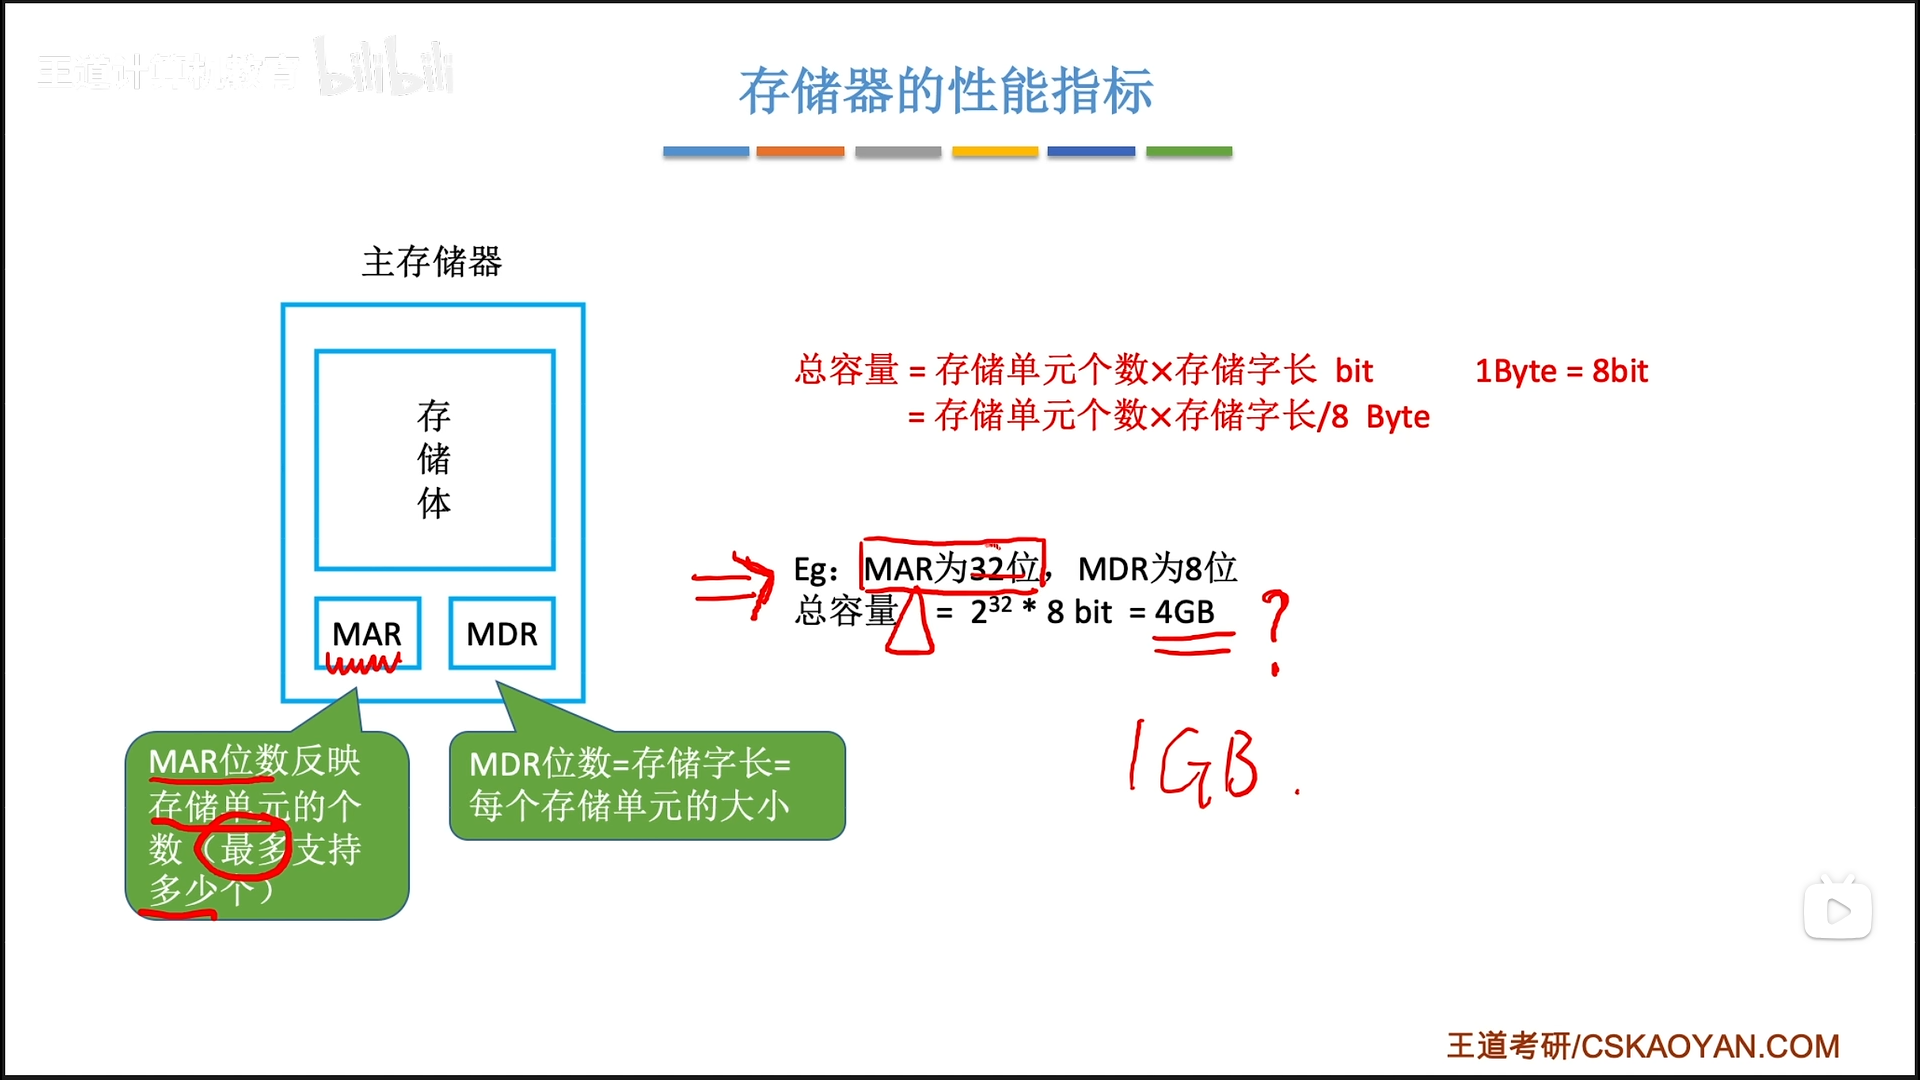 王道计算机教育 bilibili
存储器的性能指标
主存储器
存
储
体
MAR
MDR
MAR位数反映
存储单元的个
数（最多支持
多少个）
MDR位数=存储字长=
每个存储单元的大小
总容量 = 存储单元个数×存储字长 bit 1Byte = 8bit
= 存储单元个数×存储字长/8 Byte
Eg： MAR为32位， MDR为8位
总容量 = 2³² * 8 bit = 4GB ?
1GB.
王道考研/CSKAOYAN.COM